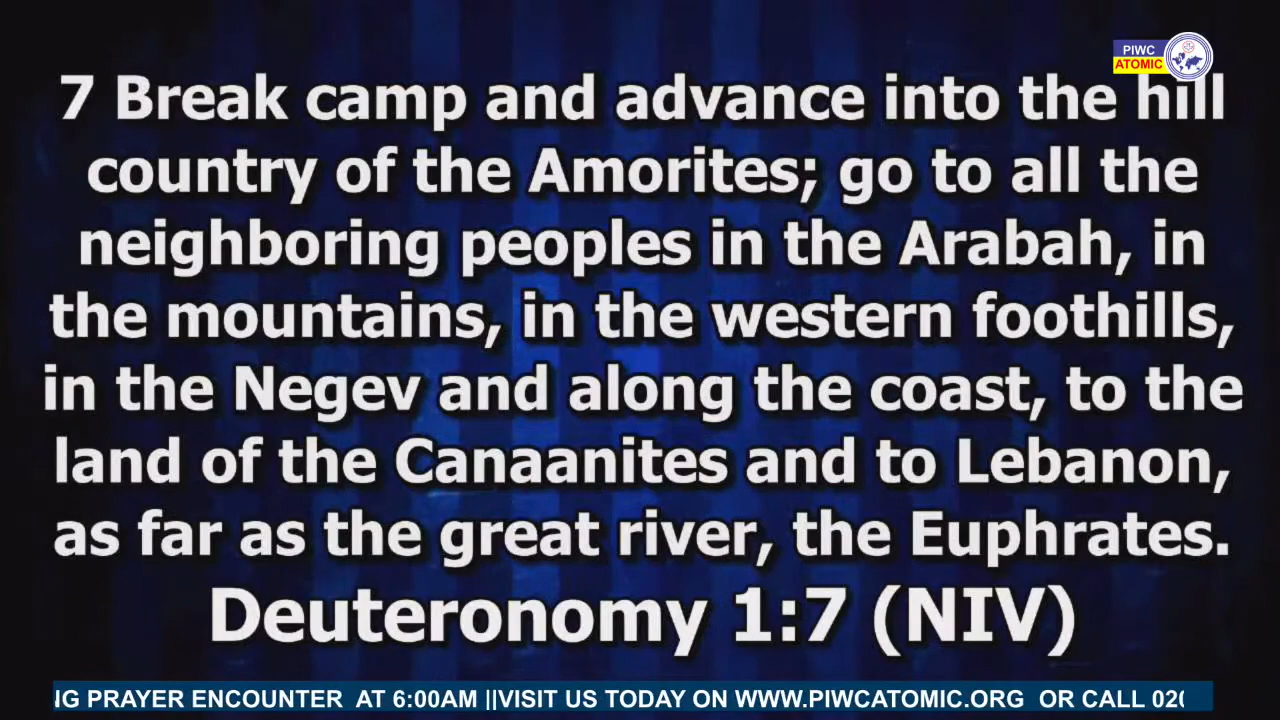 PIWC
ATOMIC
7 Break camp and advance into the hill
country of the Amorites; go to all the
neighboring peoples in the Arabah, in
the mountains, in the western foothills,
in the Negev and along the coast, to the
land of the Canaanites and to Lebanon,
as far as the great river, the Euphrates.
Deuteronomy 1:7 (NIV)
PRAYER ENCOUNTER AT 6:00AM ||VISIT US TODAY ON WWW.PIWCATOMIC.ORG OR CALL